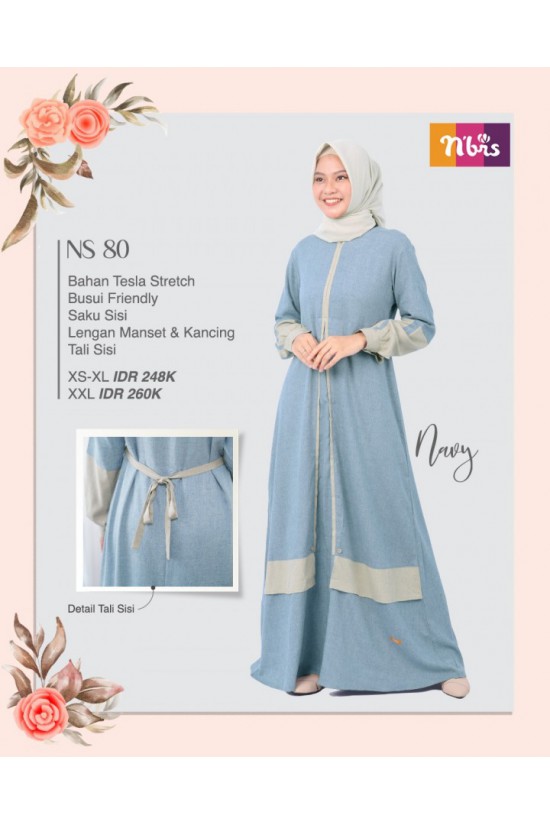 N'brs
NS 80
Bahan Tesla Stretch
Busui Friendly
Saku Sisi
Lengan Manset & Kancing
Tali Sisi
XS-XL IDR 248K
XXL IDR 260K
Navy
Detail Tali Sisi